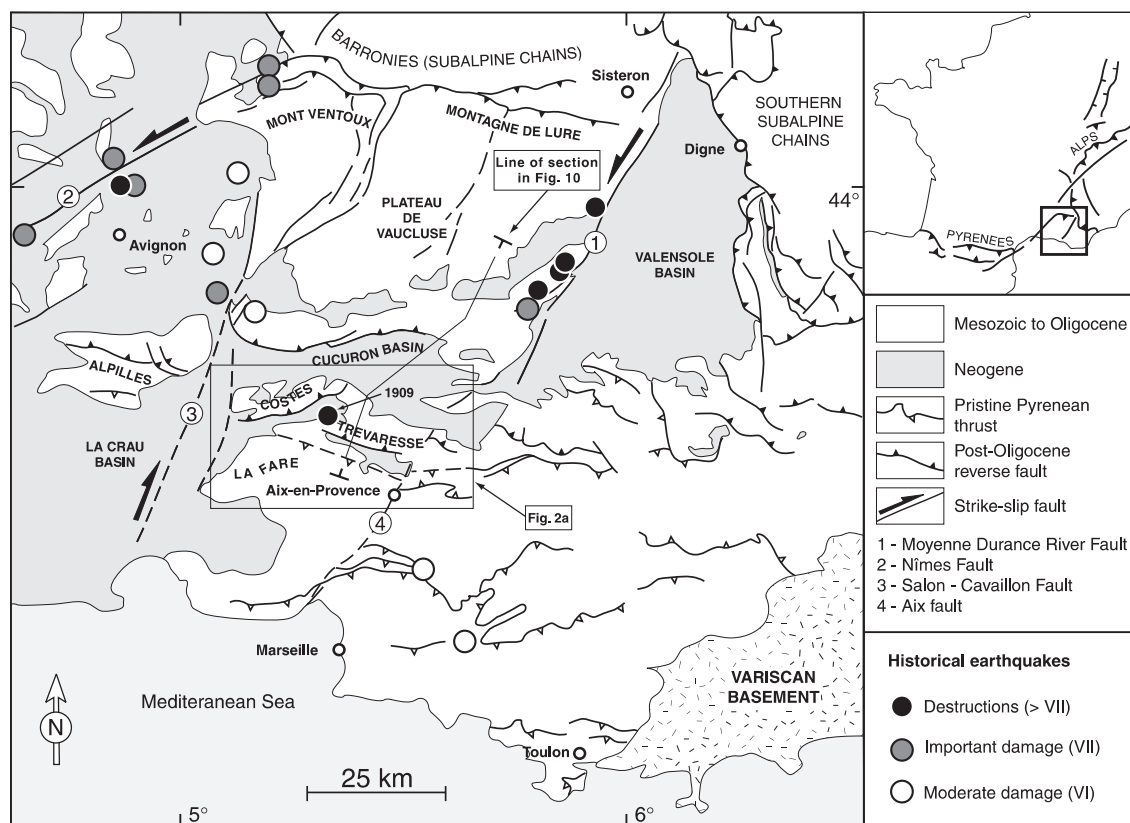 BARRONIES (SUBALPINE CHAINS)
Sisteron
MONT VENTOUX
MONTAGNE DE LURE
SOUTHERN
SUBALPINE
CHAINS
Digne
Line of section
in Fig. 10
44°
2
PLATEAU
DE
VAUCLUSE
1
Avignon
VALENSOLE
BASIN
ALPILLES
CUCURON BASIN
3
COSTES
1909
TREVARESSE
LA CRAU
BASIN
LA FARE
Aix-en-Provence
4
Fig. 2a
Marseille
VARISCAN
BASEMENT
Mediteranean Sea
N
Toulon
25 km
5°
6°
ALPS
PYRENEES
Mesozoic to Oligocene
Neogene
Pristine Pyrenean
thrust
Post-Oligocene
reverse fault
Strike-slip fault
1 - Moyenne Durance River Fault
2 - Nîmes Fault
3 - Salon - Cavaillon Fault
4 - Aix fault
Historical earthquakes
Destructions (> VII)
Important damage (VII)
Moderate damage (VI)